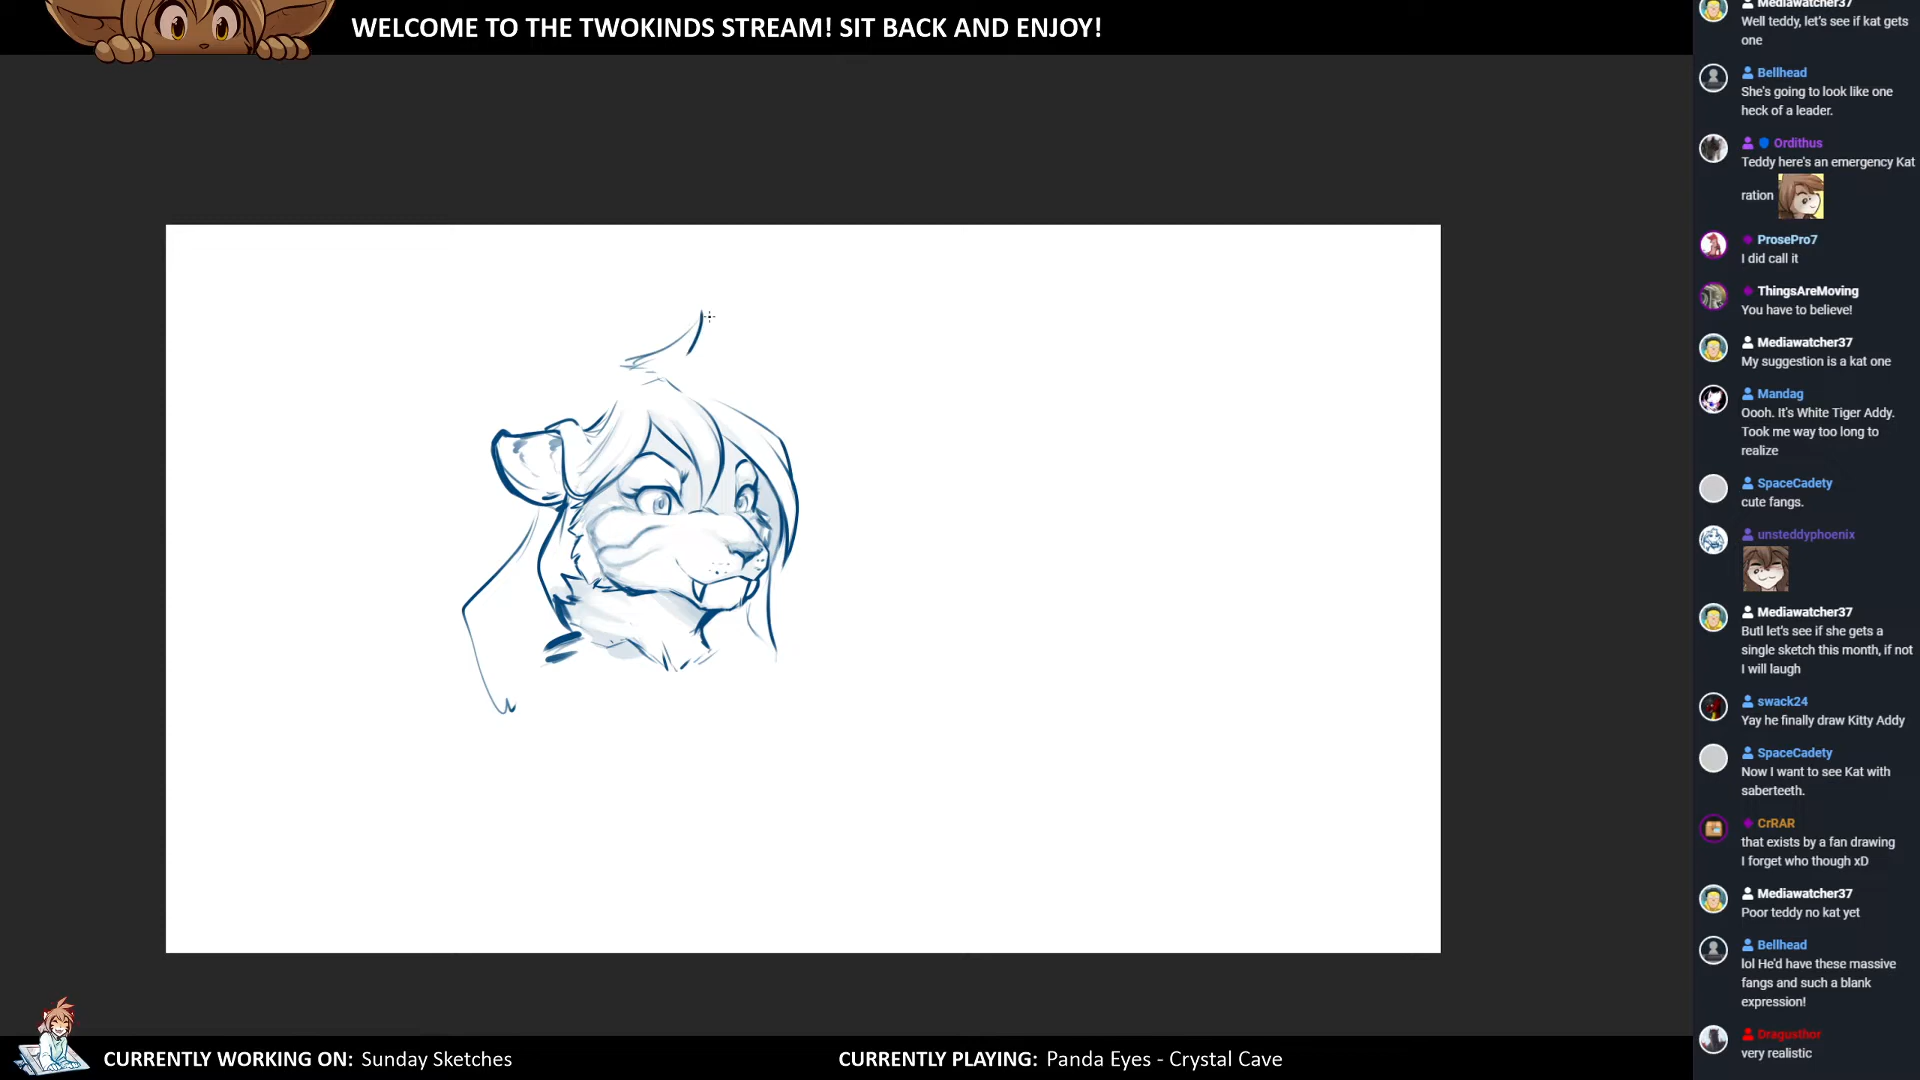 WELCOME TO THE TWOKINDS STREAM! SIT BACK AND ENJOY!
Mediawatcher37
Well teddy, let's see if kat gets
one
Bellhead
She's going to look like one
heck of a leader.
Ordithus
Teddy here's an emergency Kat
ration
ProsePro7
I did call it
ThingsAreMoving
You have to believe!
Mediawatcher37
My suggestion is a kat one
Mandag
Oooh. It's White Tiger Addy.
Took me way too long to
realize
SpaceCadety
cute fangs.
unsteddyphoenix
Mediawatcher37
Butl let's see if she gets a
single sketch this month, if not
I will laugh
swack24
Yay he finally draw Kitty Addy
SpaceCadety
Now I want to see Kat with
saberteeth.
CrRAR
that exists by a fan drawing
I forget who though xD
Mediawatcher37
Poor teddy no kat yet
Bellhead
lol He'd have these massive
fangs and such a blank
expression!
Dragusthor
very realistic
CURRENTLY WORKING ON: Sunday Sketches
CURRENTLY PLAYING: Panda Eyes - Crystal Cave